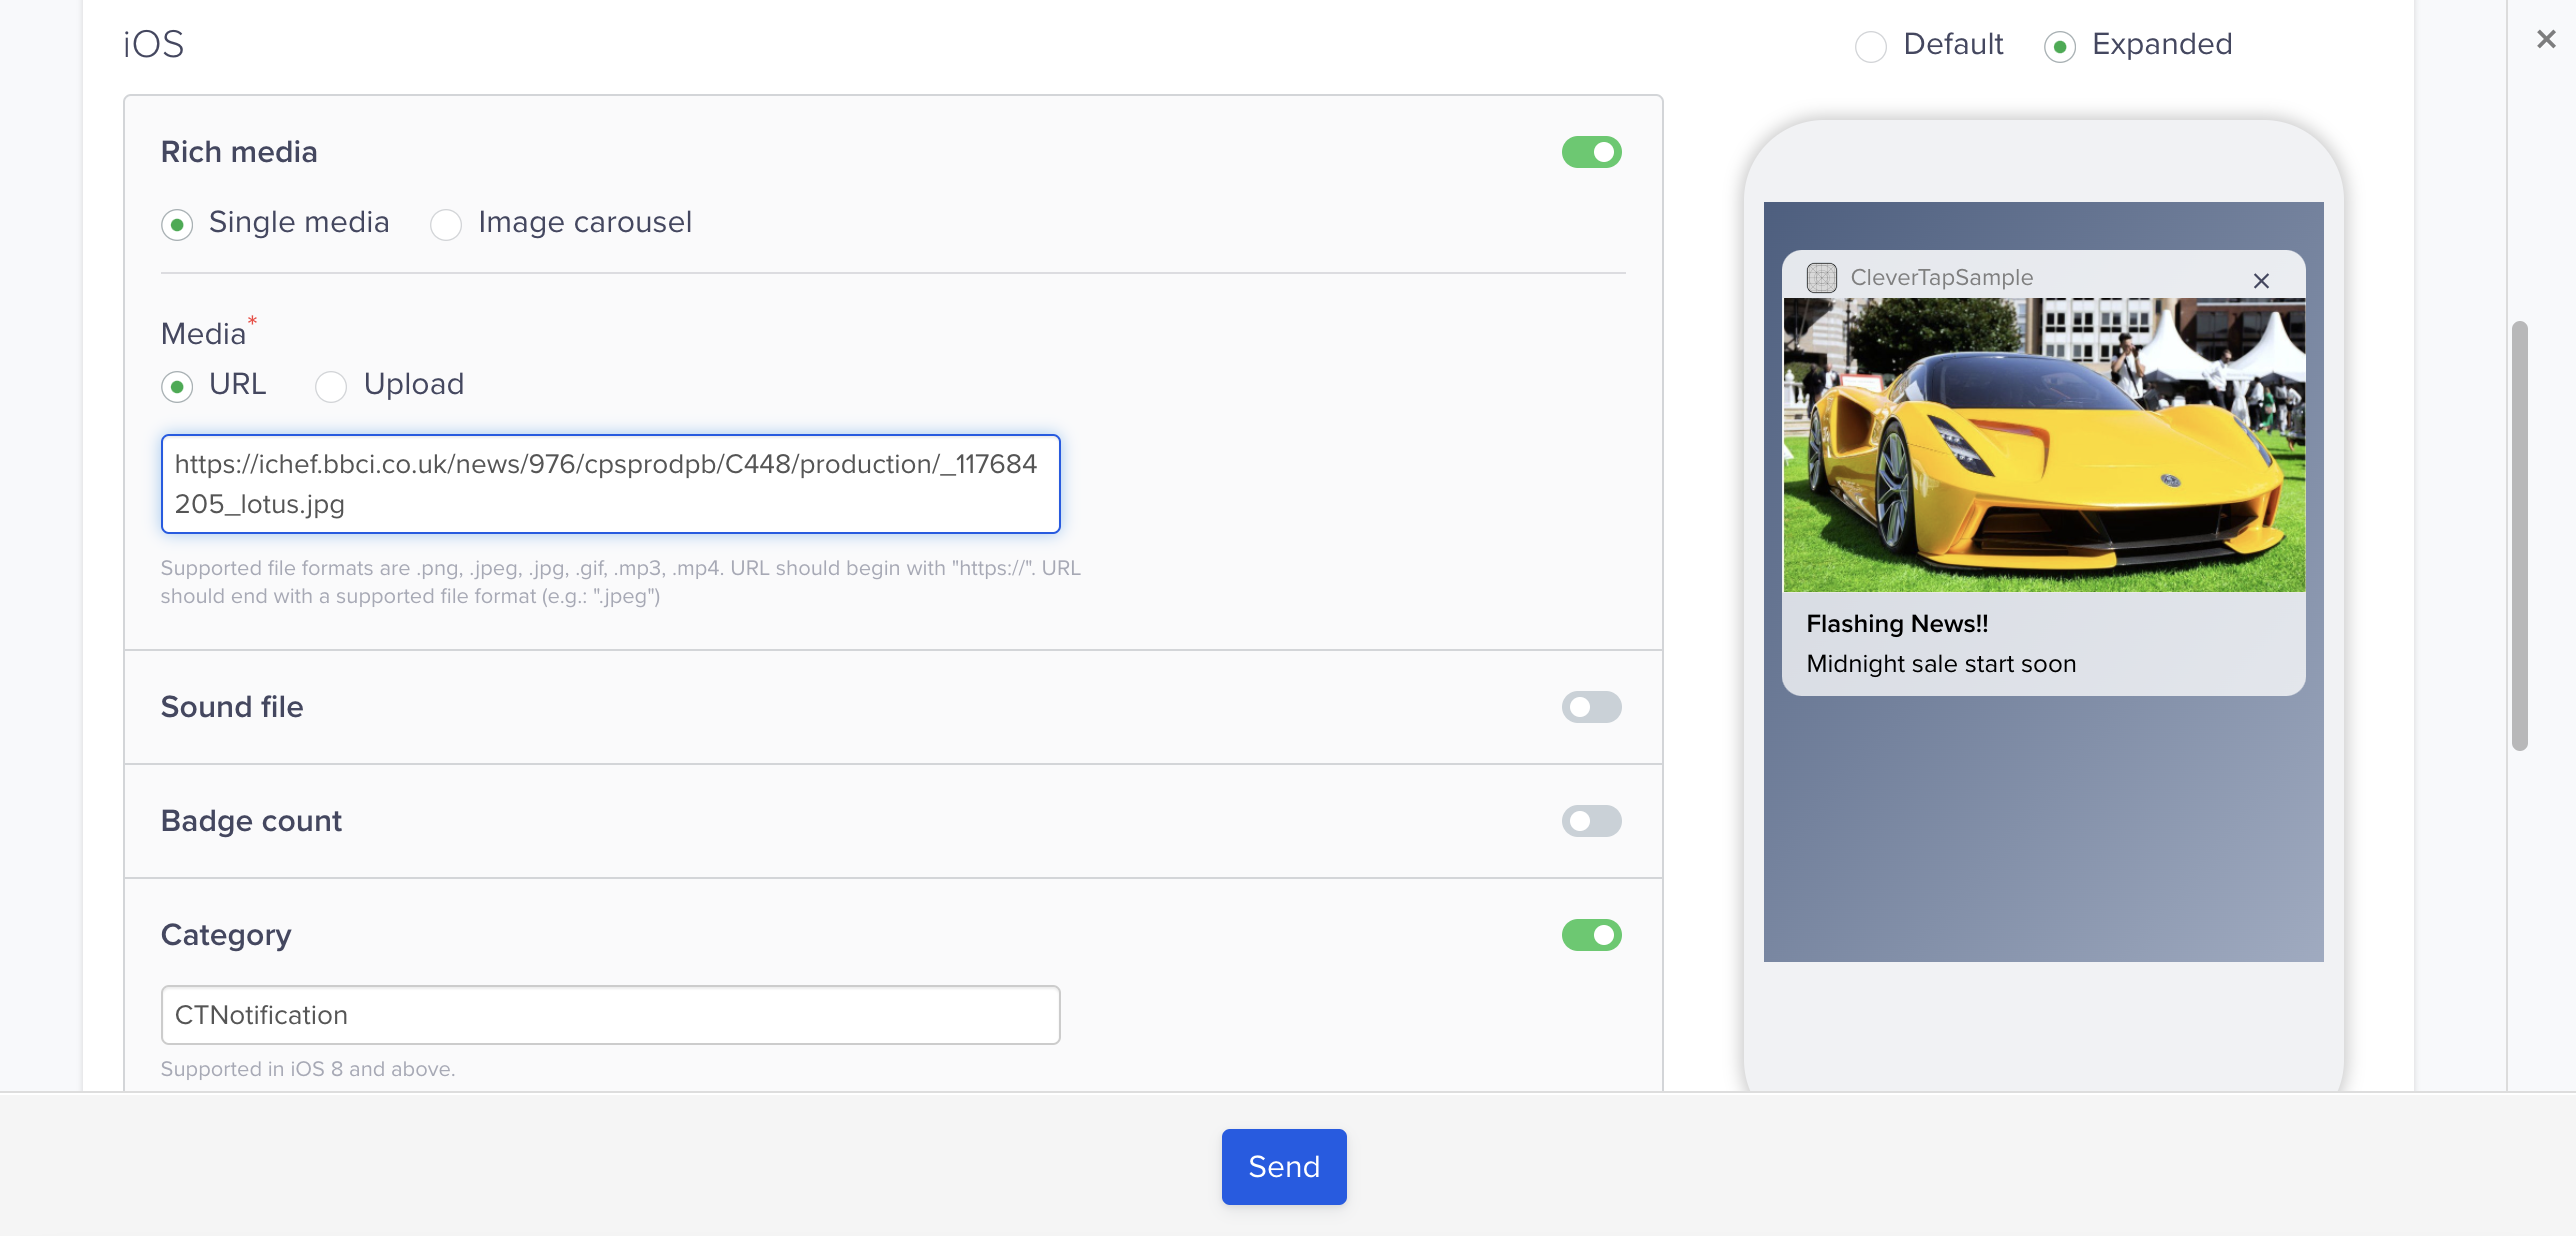 iOS
Default
Expanded
×
Rich media
Single media
Image carousel
Media*
URL
Upload
https://ichef.bbci.co.uk/news/976/cpsprodpb/C448/production/_117684
205_lotus.jpg
Supported file formats are .png, .jpeg, .jpg, .gif, .mp3, .mp4. URL should begin with "https://". URL
should end with a supported file format (e.g.: ".jpeg")
Sound file
Badge count
Category
CTNotification
Supported in iOS 8 and above.
CleverTapSample
×
Flashing News!!
Midnight sale start soon
Send